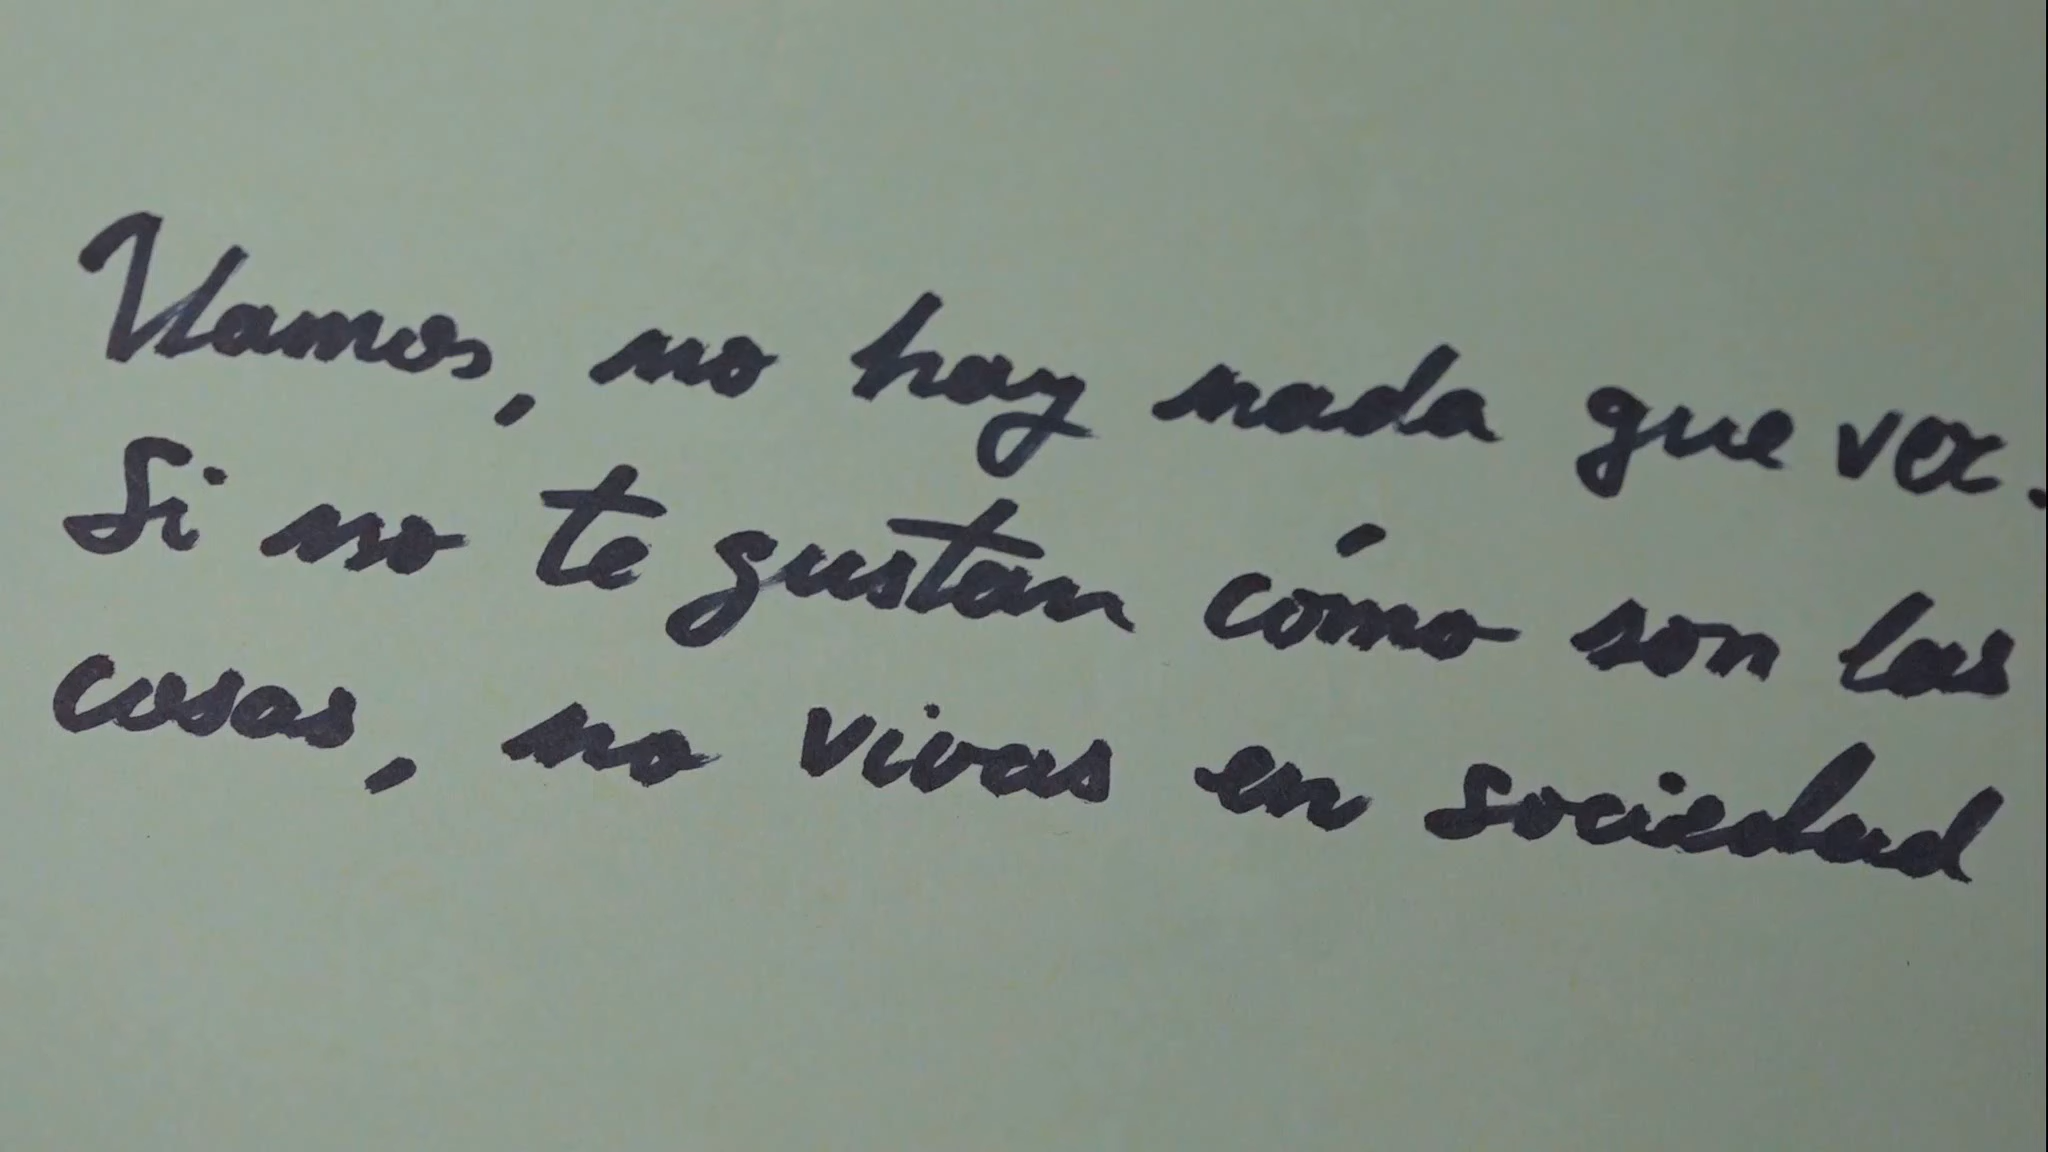 Vamos, no hay nada que ver.
Si no te gustan cómo son las
cosas, no vivas en sociedad